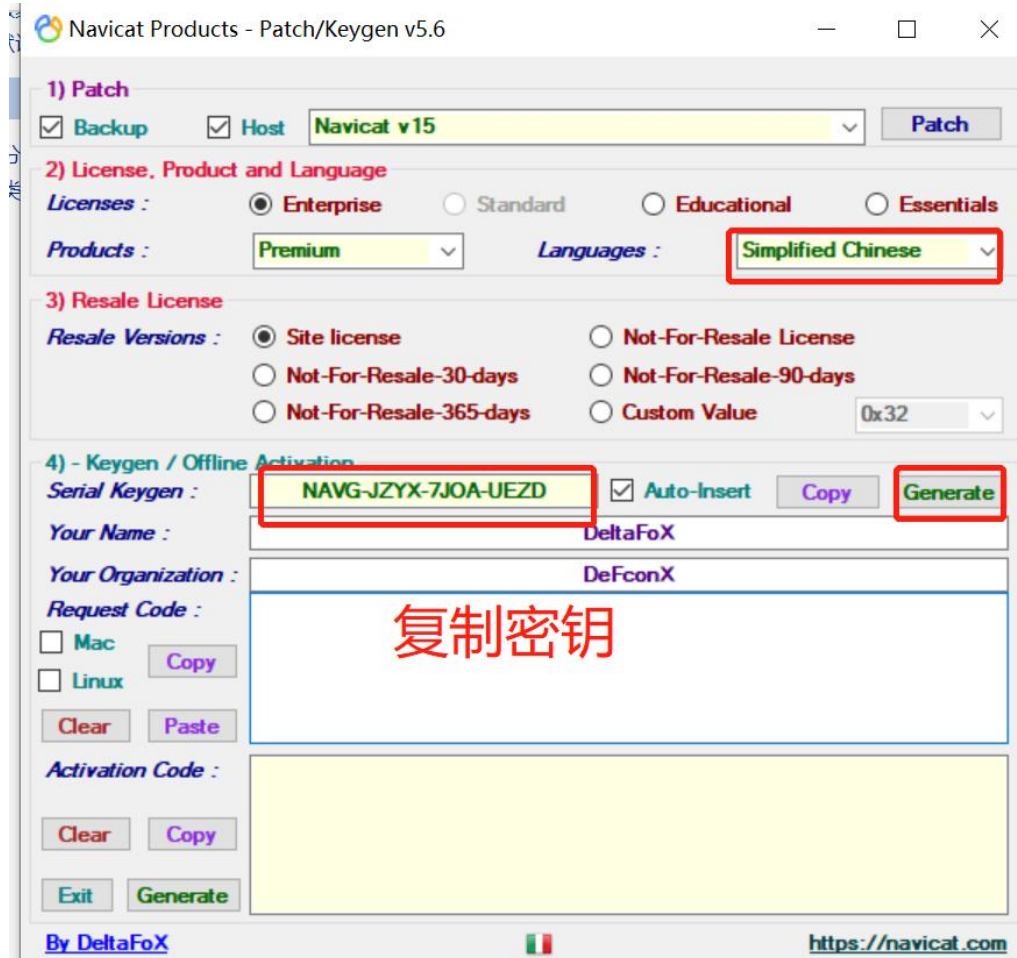 Navicat Products - Patch/Keygen v5.6
1) Patch
Backup Host Navicat v15 Patch
2) License, Product and Language
Licenses : Enterprise Standard Educational Essentials
Products : Premium Languages : Simplified Chinese
3) Resale License
Resale Versions : Site license Not-For-Resale License
Not-For-Resale-30-days Not-For-Resale-90-days
Not-For-Resale-365-days Custom Value 0x32
4) - Keygen / Offline Activation
Serial Keygen : NAVG-JZYX-7JOA-UEZD Auto-Insert Copy Generate
Your Name : DeltaFoX
Your Organization : DeFconX
Request Code :
复制密钥
Mac
Copy
Linux
Clear Paste
Activation Code :
Clear Copy
Exit Generate
By DeltaFoX https://navicat.com